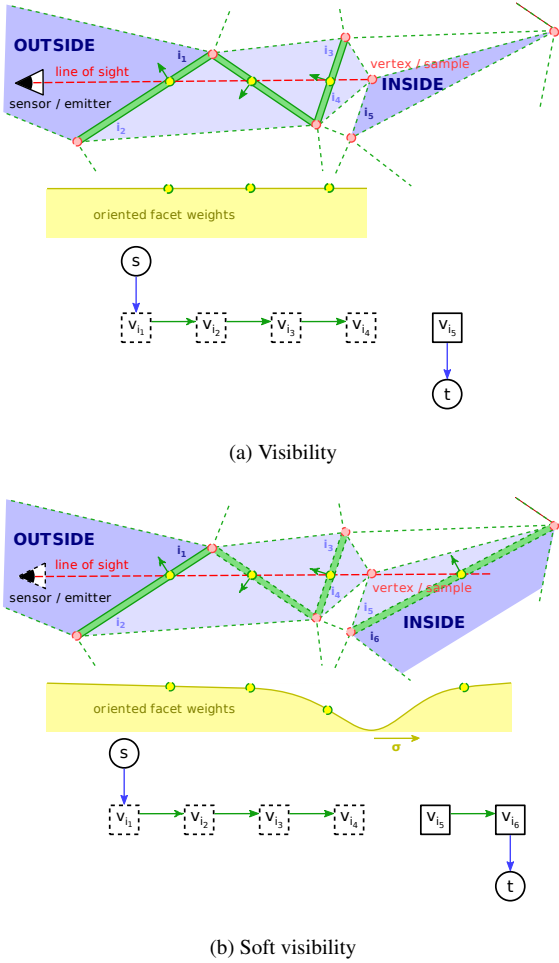 OUTSIDE
i1
i3
line of sight
vertex / sample
INSIDE
sensor / emitter
i4
i2
i5
oriented facet weights
s
vi1
vi2
vi3
vi4
vi5
t
(a) Visibility
OUTSIDE
i1
i3
line of sight
vertex / sample
sensor / emitter
i4
i5
INSIDE
i2
i6
oriented facet weights
σ
s
vi1
vi2
vi3
vi4
vi5
vi6
t
(b) Soft visibility